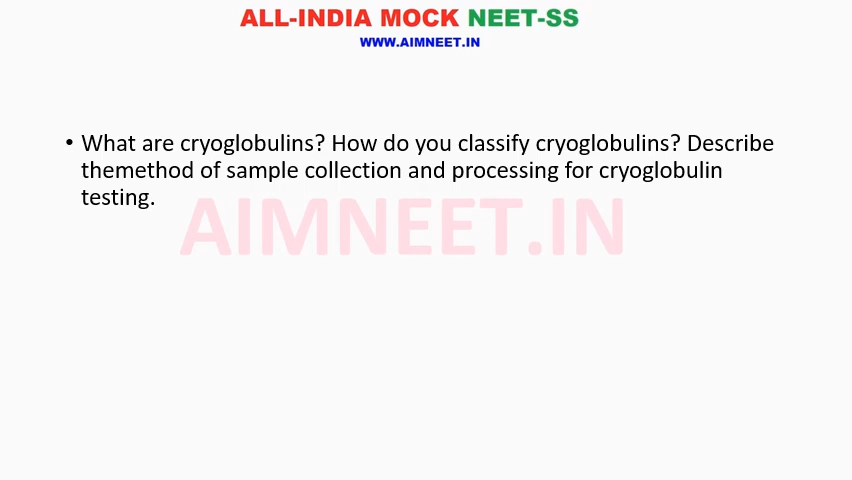 ALL-INDIA MOCK NEET-SS
WWW.AIMNEET.IN
• What are cryoglobulins? How do you classify cryoglobulins? Describe
themethod of sample collection and processing for cryoglobulin
testing.
AIMNEET.IN